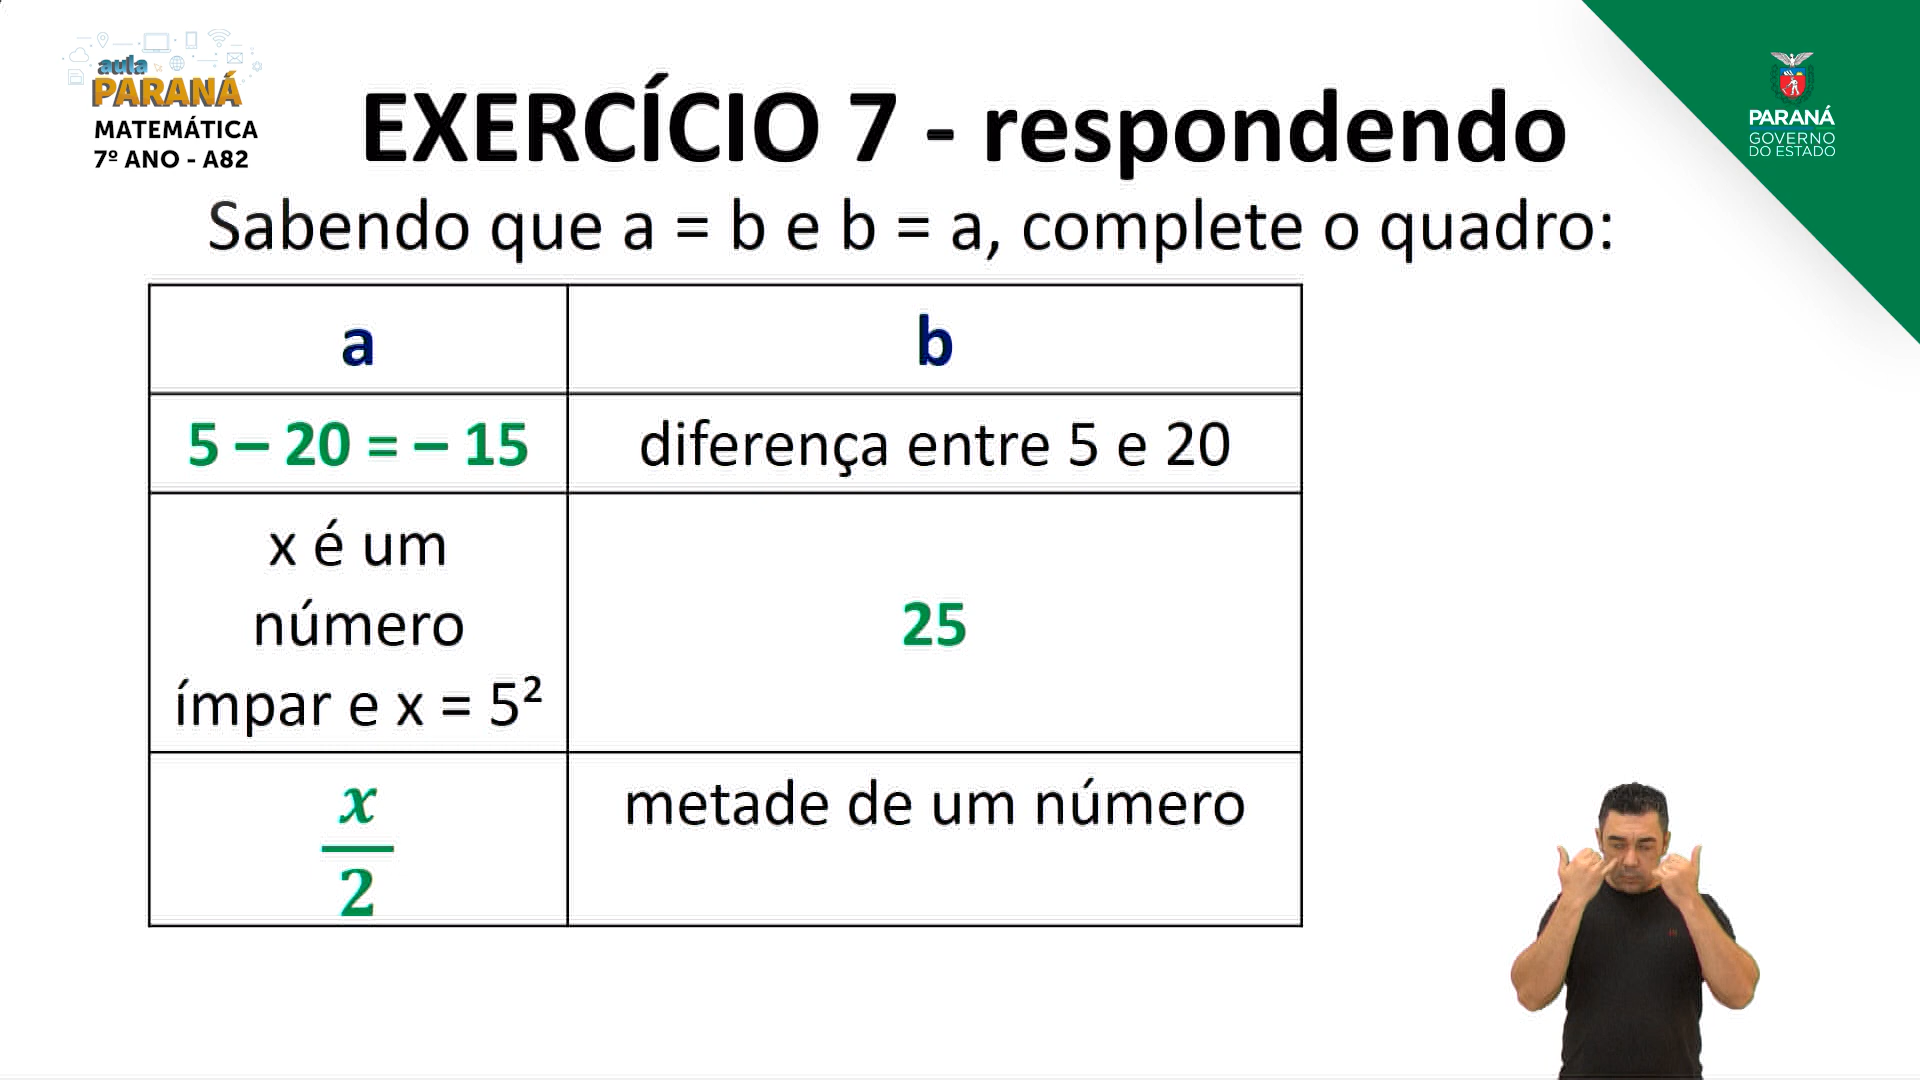 aula
PARANÁ
MATEMÁTICA
7º ANO - A82
EXERCÍCIO 7 - respondendo
PARANÁ
GOVERNO
DO ESTADO
Sabendo que a = b e b = a, complete o quadro:
a
b
5 – 20 = – 15
diferença entre 5 e 20
x é um
número
ímpar e x = 5²
25
x
2
metade de um número